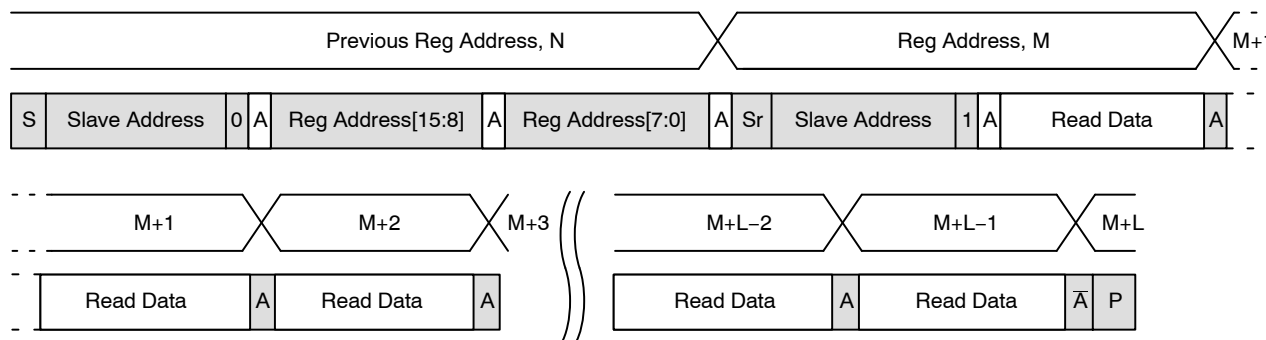 Previous Reg Address, N Reg Address, M M+1
S Slave Address 0 A Reg Address[15:8] A Reg Address[7:0] A Sr Slave Address 1 A Read Data A
M+1 M+2 M+3 M+L−2 M+L−1 M+L
Read Data A Read Data A Read Data A Read Data A̅ P